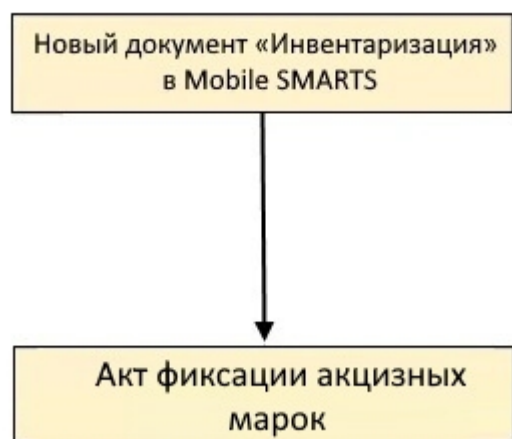 Новый документ «Инвентаризация»
в Mobile SMARTS
Акт фиксации акцизных
марок